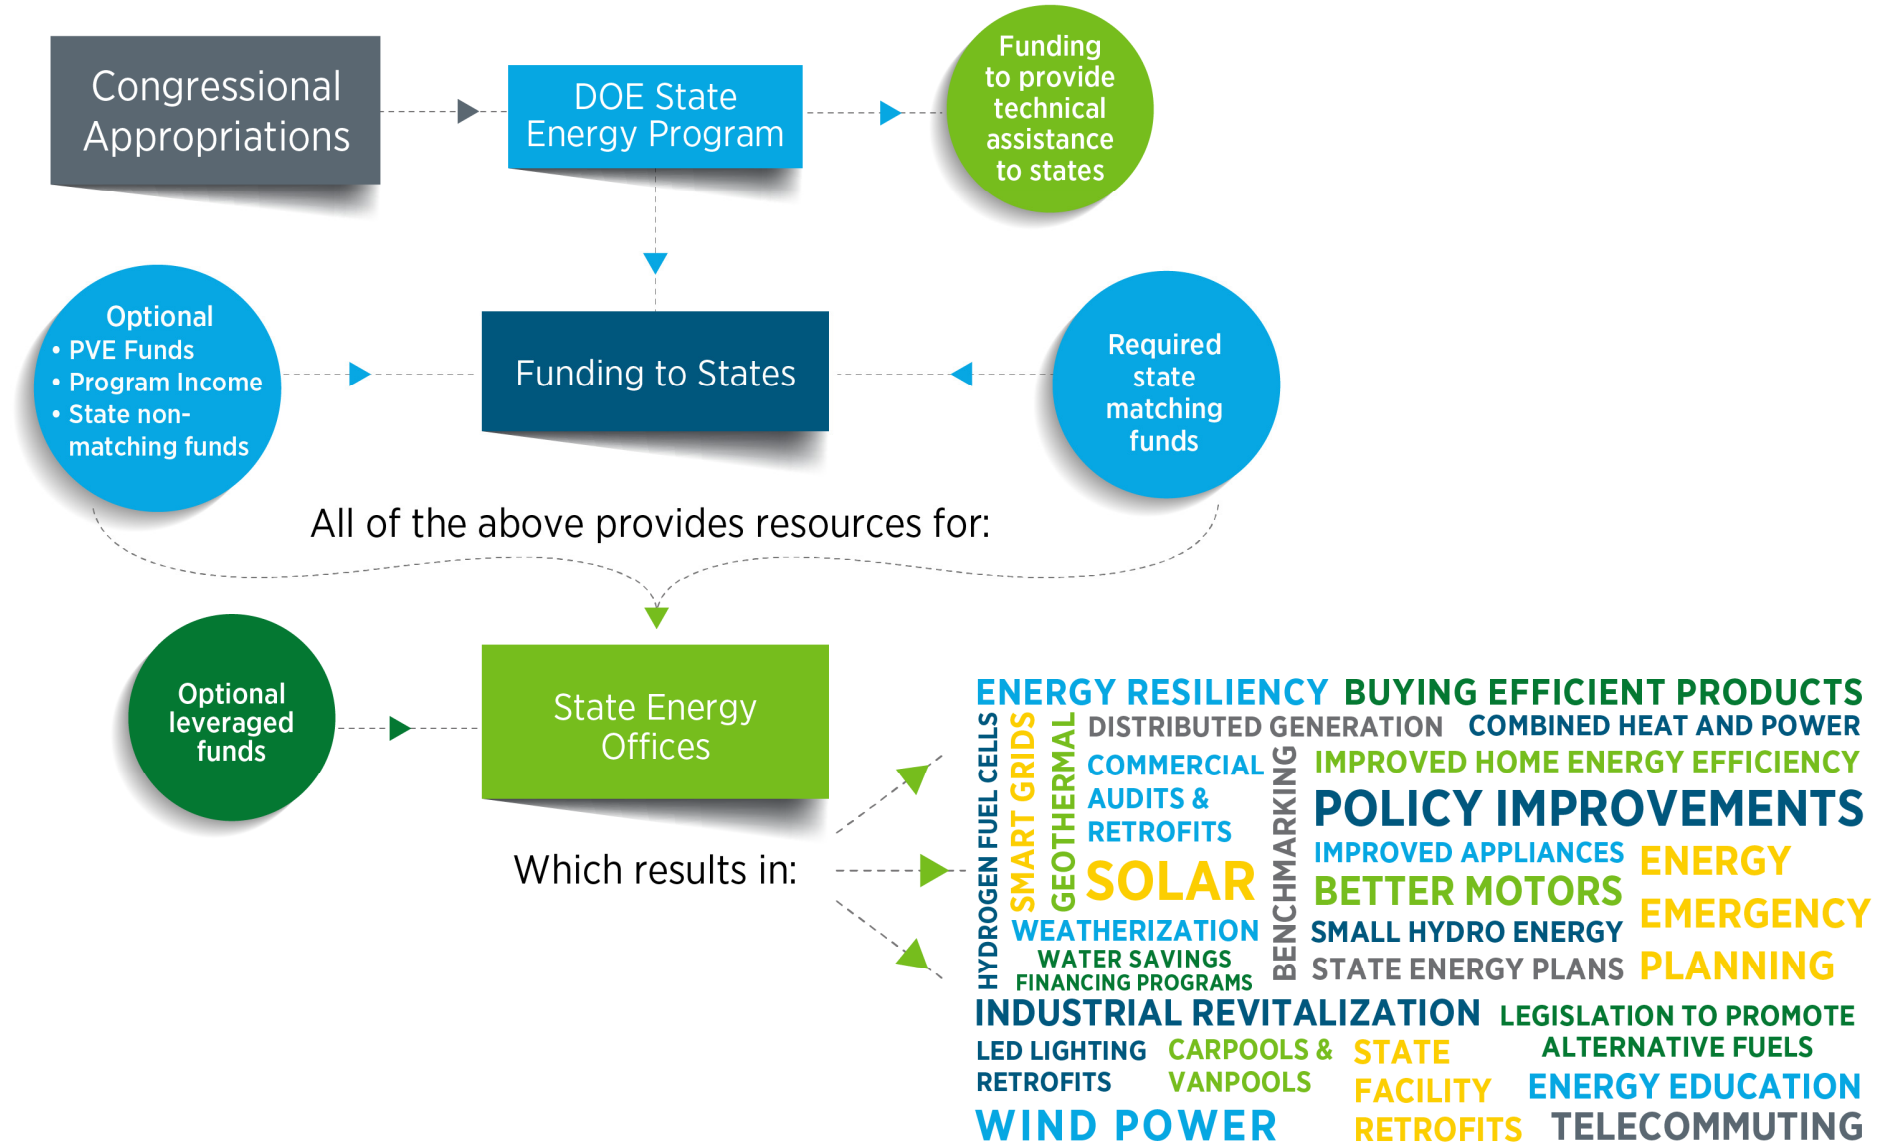 Congressional
Appropriations
DOE State
Energy Program
Funding
to provide
technical
assistance
to states
Optional
• PVE Funds
• Program Income
• State non-
matching funds
Funding to States
Required
state
matching
funds
All of the above provides resources for:
Optional
leveraged
funds
State Energy
Offices
Which results in:
ENERGY RESILIENCY
BUYING EFFICIENT PRODUCTS
HYDROGEN FUEL CELLS
SMART GRIDS
GEOTHERMAL
DISTRIBUTED GENERATION
COMBINED HEAT AND POWER
COMMERCIAL
AUDITS &
RETROFITS
BENCHMARKING
IMPROVED HOME ENERGY EFFICIENCY
POLICY IMPROVEMENTS
SOLAR
IMPROVED APPLIANCES
BETTER MOTORS
ENERGY
EMERGENCY
PLANNING
WEATHERIZATION
SMALL HYDRO ENERGY
WATER SAVINGS
FINANCING PROGRAMS
STATE ENERGY PLANS
INDUSTRIAL REVITALIZATION
LEGISLATION TO PROMOTE
ALTERNATIVE FUELS
LED LIGHTING
RETROFITS
CARPOOLS &
VANPOOLS
STATE
FACILITY
RETROFITS
ENERGY EDUCATION
WIND POWER
TELECOMMUTING